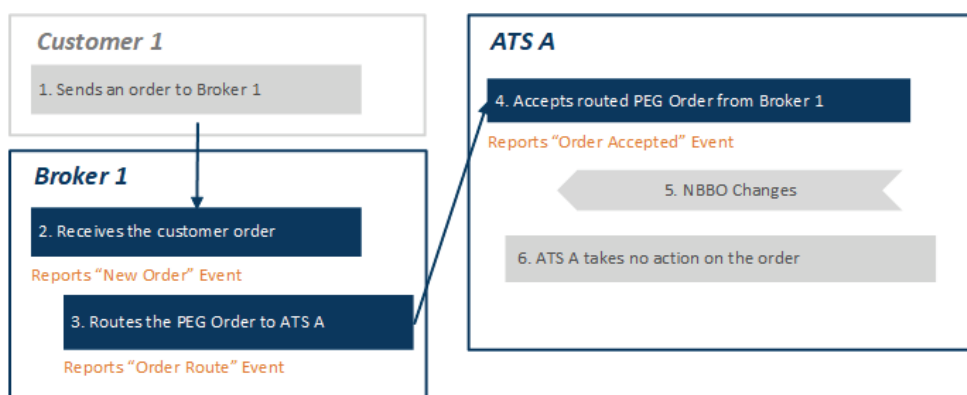 Customer 1
1. Sends an order to Broker 1
Broker 1
2. Receives the customer order
Reports “New Order” Event
3. Routes the PEG Order to ATS A
Reports “Order Route” Event
ATS A
4. Accepts routed PEG Order from Broker 1
Reports “Order Accepted” Event
5. NBBO Changes
6. ATS A takes no action on the order